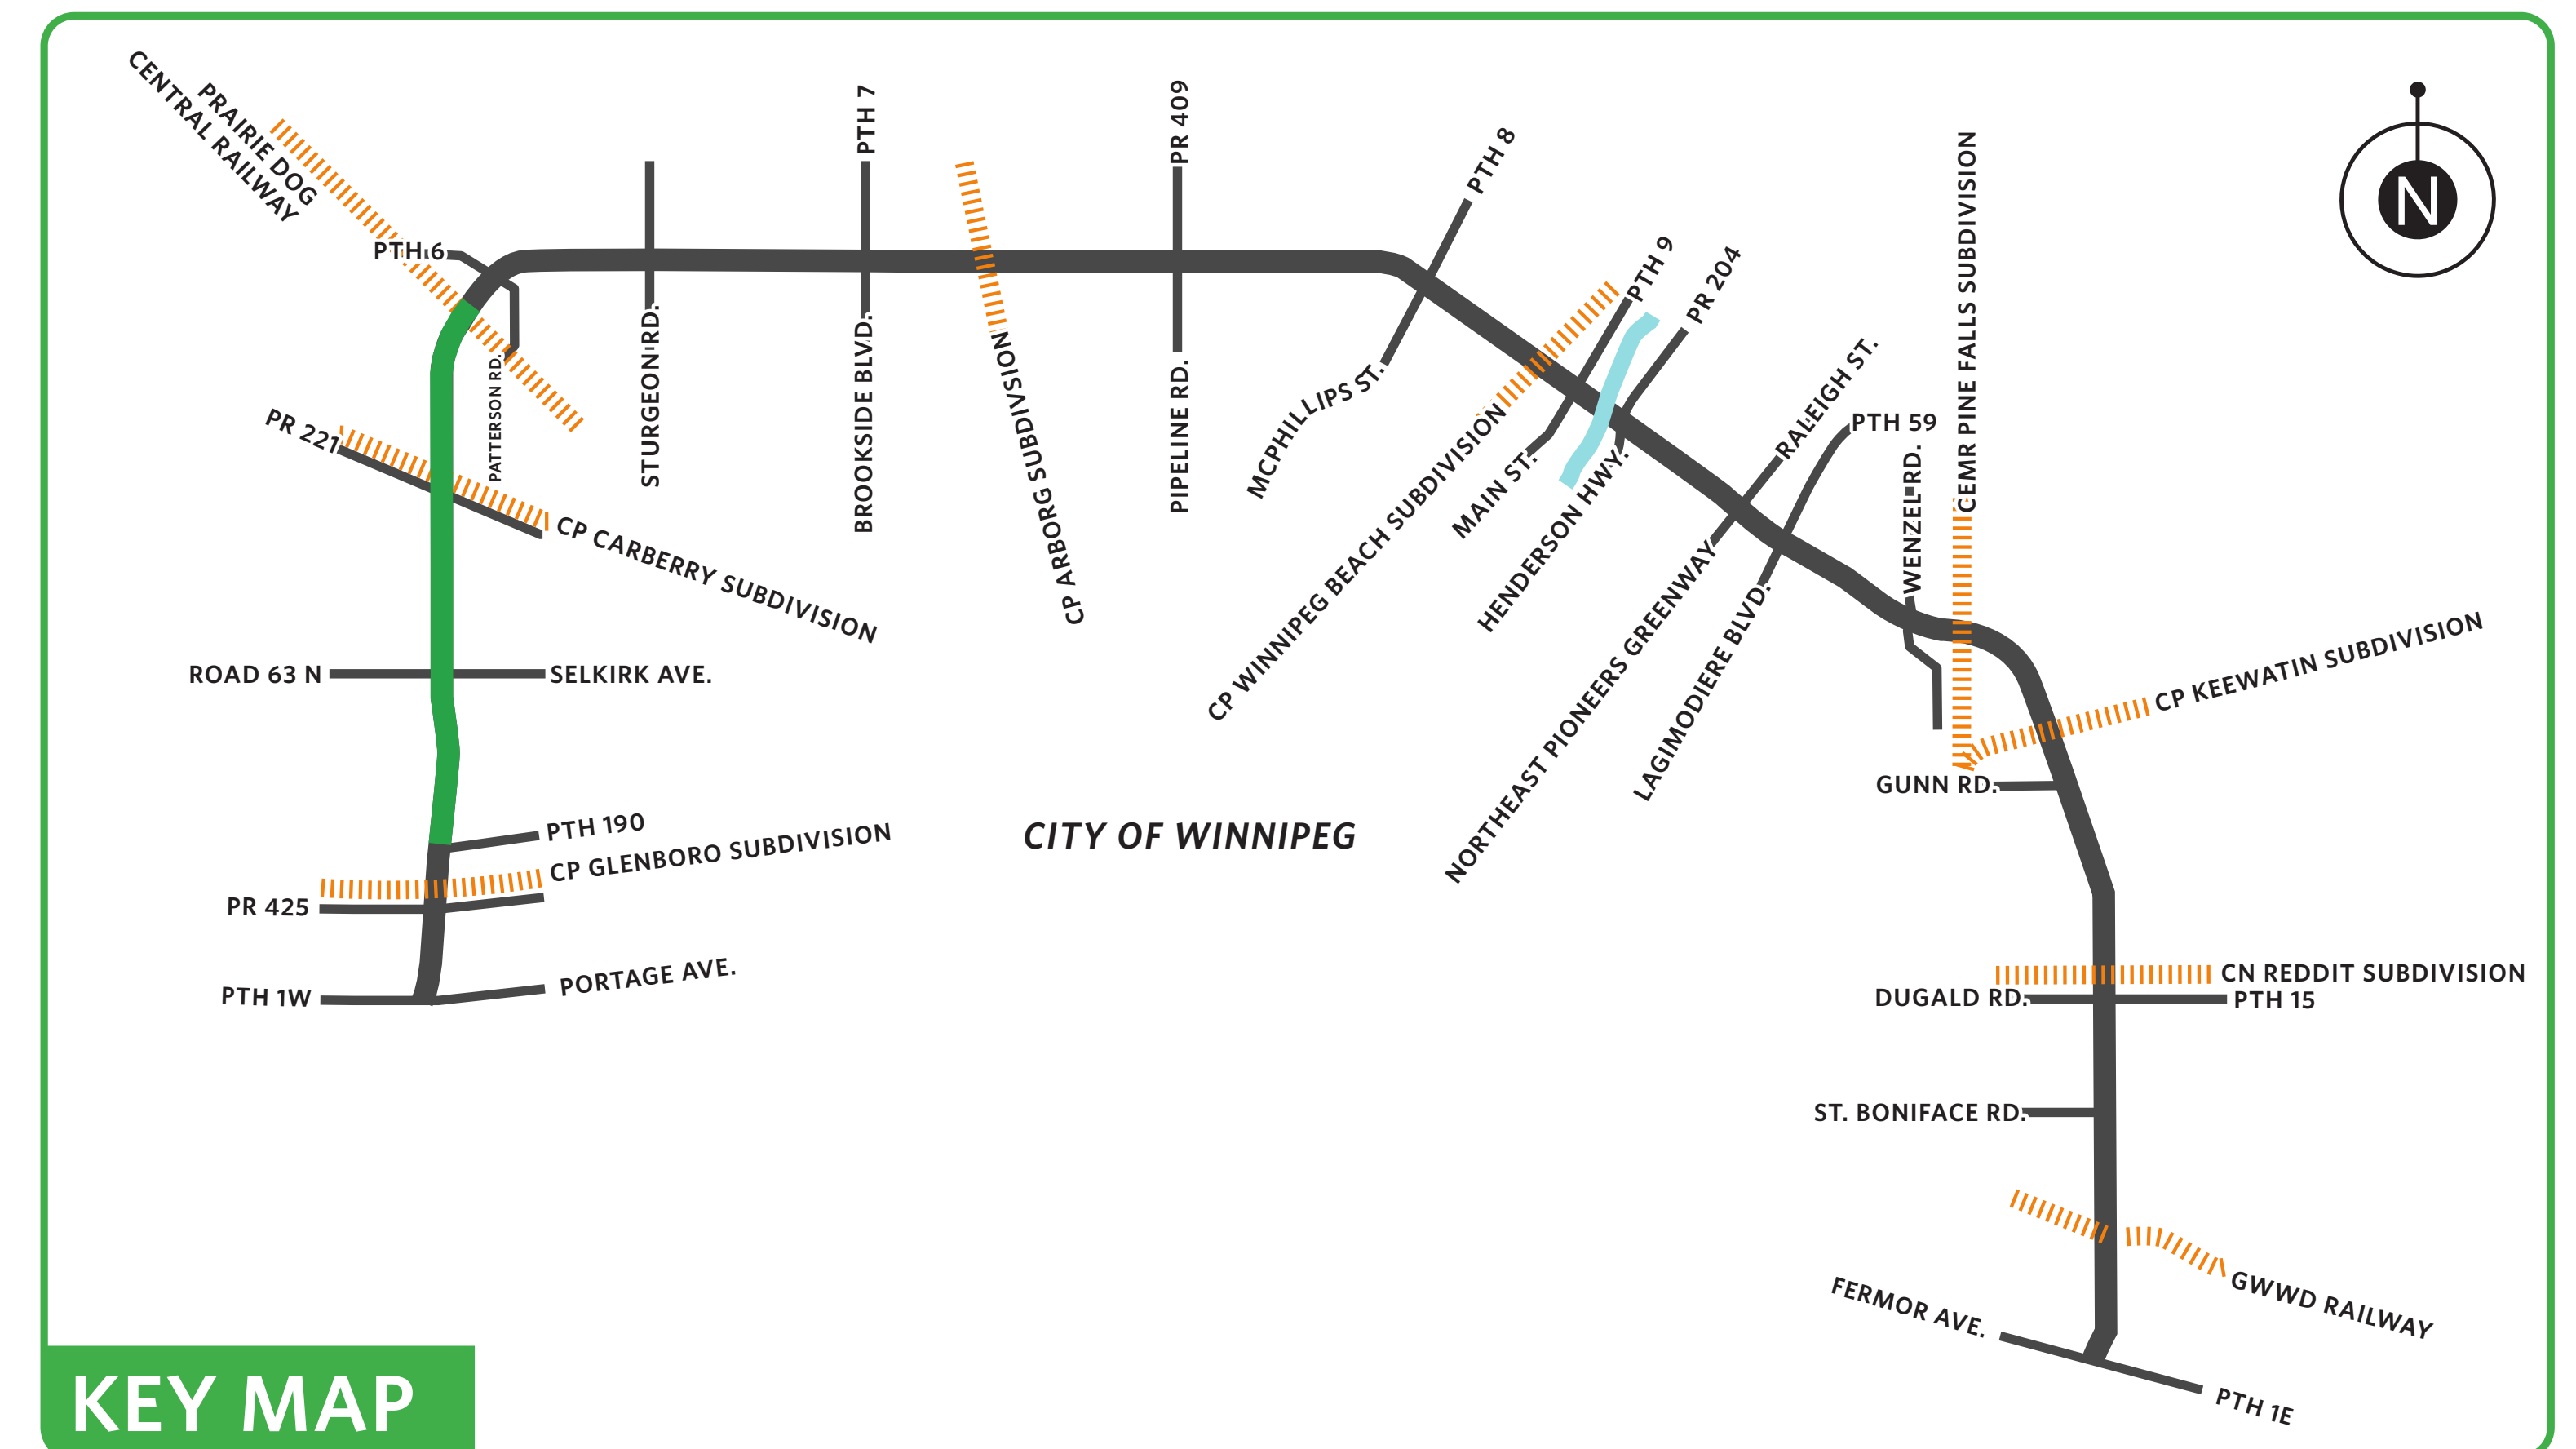 CENTRAL RAILWAY
PRAIRIE DOG
PTH 6
PATTERSON RD.
PR 221
CP CARBERRY SUBDIVISION
ROAD 63 N
SELKIRK AVE.
PTH 190
CP GLENBORO SUBDIVISION
PR 425
PTH 1W
PORTAGE AVE.
STURGEON RD.
PTH 7
BROOKSIDE BLVD.
CP ARBORG SUBDIVISION
PR 409
PIPELINE RD.
PTH 8
MCPHILLIPS ST.
CP WINNIPEG BEACH SUBDIVISION
PTH 9
MAIN ST.
PR 204
HENDERSON HWY.
RALEIGH ST.
NORTHEAST PIONEERS GREENWAY
PTH 59
LAGIMODIERE BLVD.
WENZEL RD.
CEMR PINE FALLS SUBDIVISION
N
CP KEEWATIN SUBDIVISION
GUNN RD.
CITY OF WINNIPEG
CN REDDIT SUBDIVISION
DUGALD RD.
PTH 15
ST. BONIFACE RD.
GWWD RAILWAY
FERMOR AVE.
PTH 1E
KEY MAP